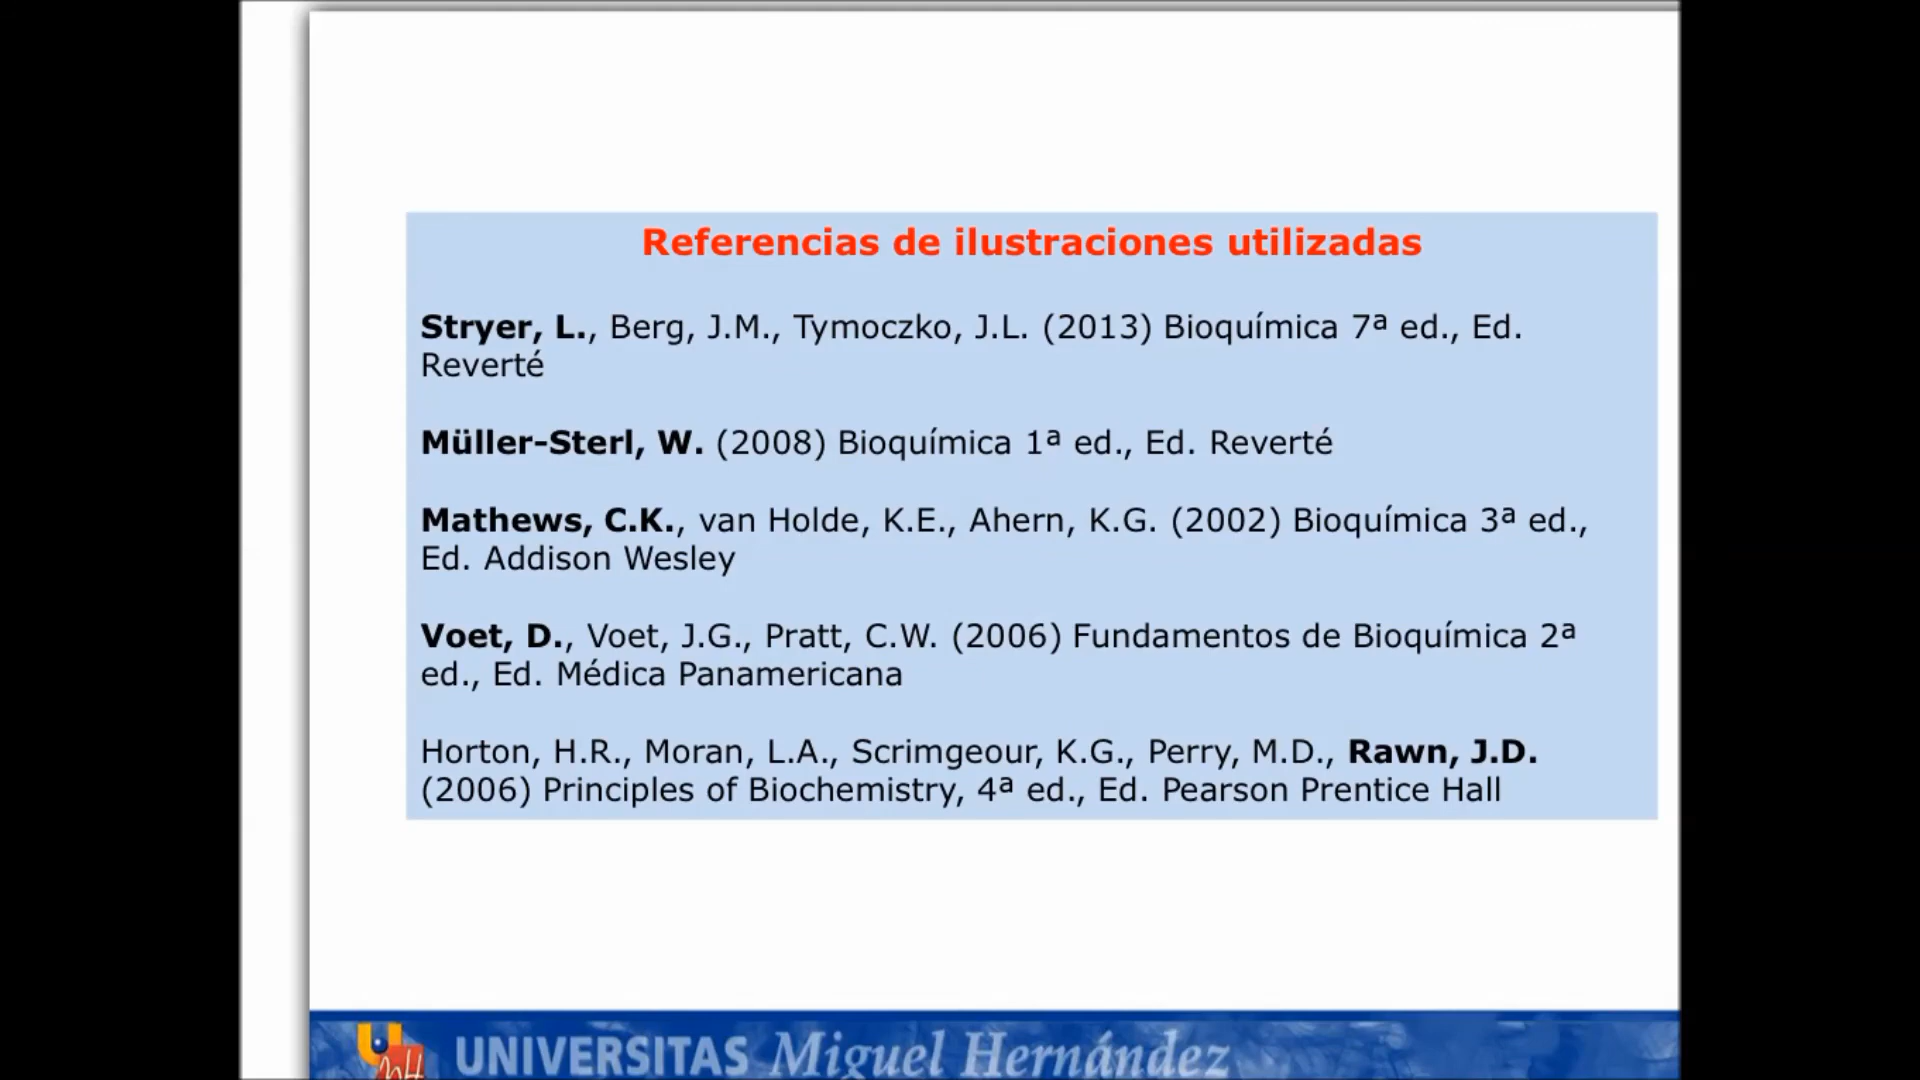 Referencias de ilustraciones utilizadas
Stryer, L., Berg, J.M., Tymoczko, J.L. (2013) Bioquímica 7ª ed., Ed.
Reverté
Müller-Sterl, W. (2008) Bioquímica 1ª ed., Ed. Reverté
Mathews, C.K., van Holde, K.E., Ahern, K.G. (2002) Bioquímica 3ª ed.,
Ed. Addison Wesley
Voet, D., Voet, J.G., Pratt, C.W. (2006) Fundamentos de Bioquímica 2ª
ed., Ed. Médica Panamericana
Horton, H.R., Moran, L.A., Scrimgeour, K.G., Perry, M.D., Rawn, J.D.
(2006) Principles of Biochemistry, 4ª ed., Ed. Pearson Prentice Hall
UNIVERSITAS Miguel Hernández